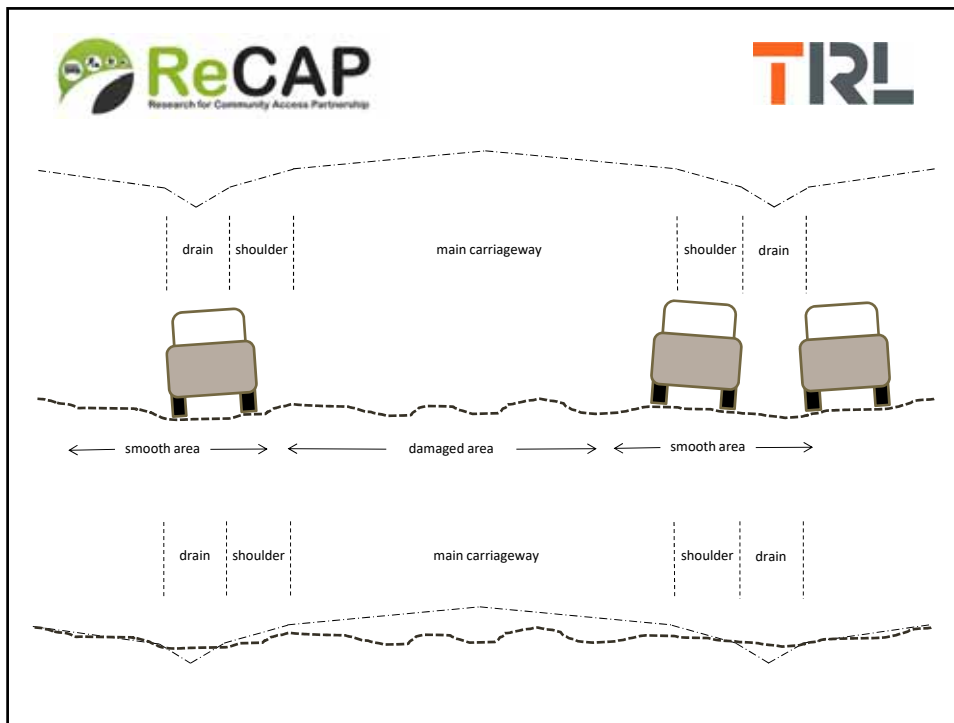 ReCAP
Research for Community Access Partnership
TRL
drain shoulder main carriageway shoulder drain
smooth area damaged area smooth area
drain shoulder main carriageway shoulder drain